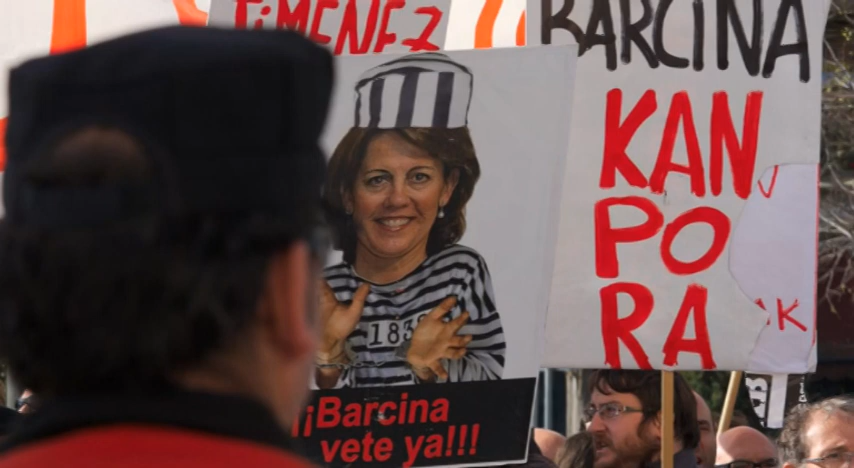 JIMENEZ
BARCINA
KAN
PO
RA
183
¡¡Barcina
vete ya!!!